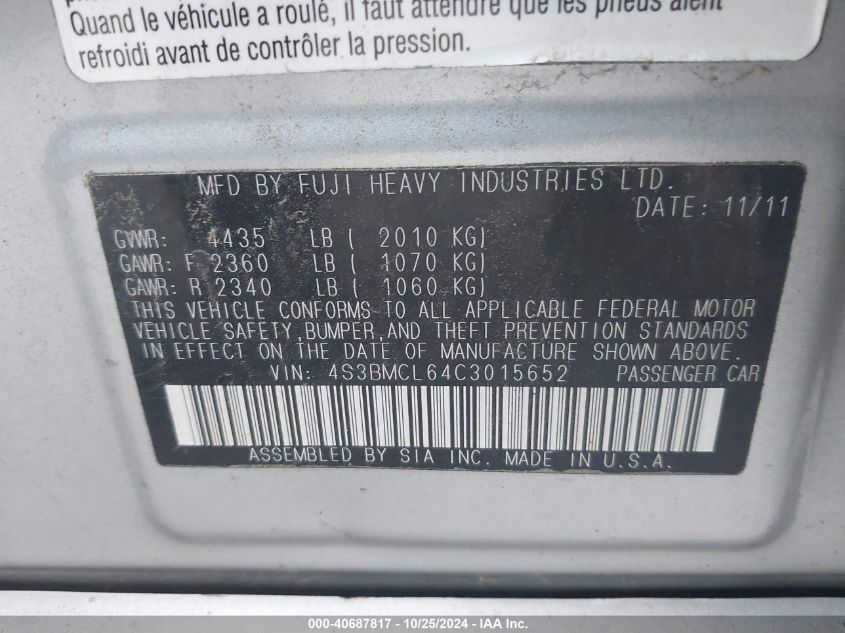 Quand le véhicule a roulé, il faut attendre que les pneus aient
refroidi avant de contrôler la pression.
MFD BY FUJI HEAVY INDUSTRIES LTD.
DATE: 11/11
GVWR: 4435 LB ( 2010 KG)
GAWR: F 2360 LB ( 1070 KG)
GAWR: R 2340 LB ( 1060 KG)
THIS VEHICLE CONFORMS TO ALL APPLICABLE FEDERAL MOTOR
VEHICLE SAFETY,BUMPER,AND THEFT PREVENTION STANDARDS
IN EFFECT ON THE DATE OF MANUFACTURE SHOWN ABOVE.
VIN: 4S3BMCL64C3015652 PASSENGER CAR
ASSEMBLED BY SIA INC. MADE IN U.S.A.
000-40687817 - 10/25/2024 - IAA Inc.